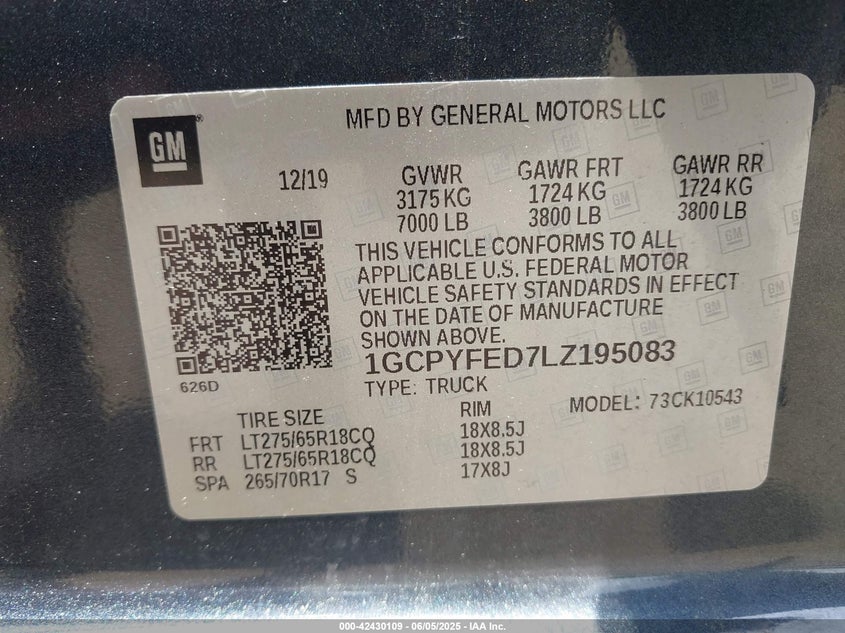 MFD BY GENERAL MOTORS LLC
GM
12/19
GVWR GAWR FRT GAWR RR
3175 KG 1724 KG 1724 KG
7000 LB 3800 LB 3800 LB
THIS VEHICLE CONFORMS TO ALL
APPLICABLE U.S. FEDERAL MOTOR
VEHICLE SAFETY STANDARDS IN EFFECT
ON THE DATE OF MANUFACTURE
SHOWN ABOVE.
1GCPYFED7LZ195083
626D
TYPE: TRUCK
MODEL: 73CK10543
TIRE SIZE RIM
FRT LT275/65R18CQ 18X8.5J
RR LT275/65R18CQ 18X8.5J
SPA 265/70R17 S 17X8J
000-42430109 - 06/05/2025 - IAA Inc.